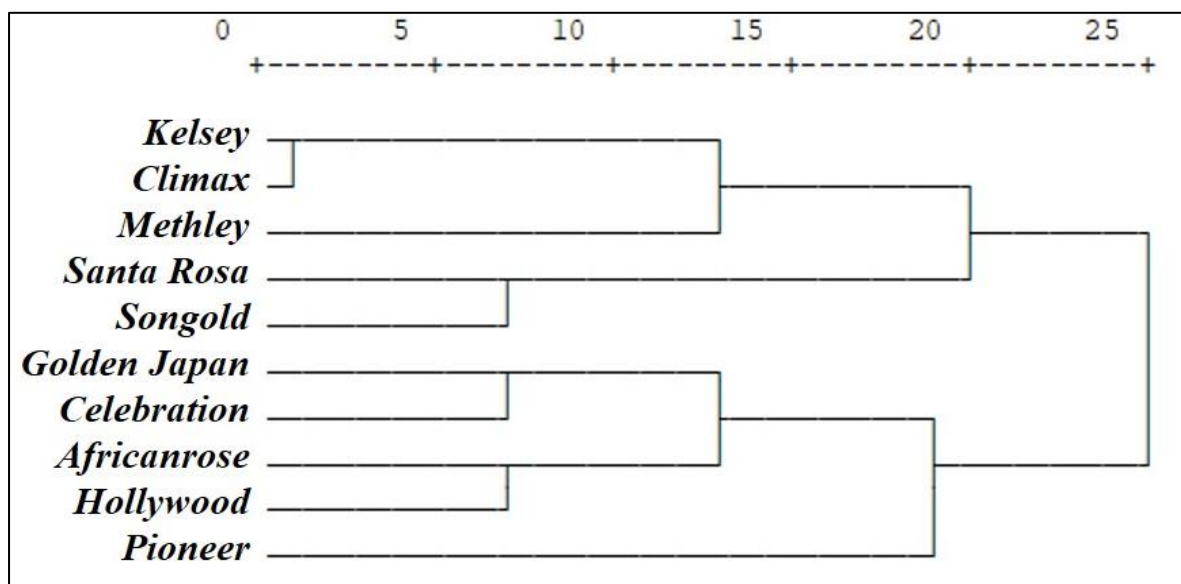 0 5 10 15 20 25
+---------+---------+---------+---------+---------+
Kelsey
Climax
Methley
Santa Rosa
Songold
Golden Japan
Celebration
Africanrose
Hollywood
Pioneer